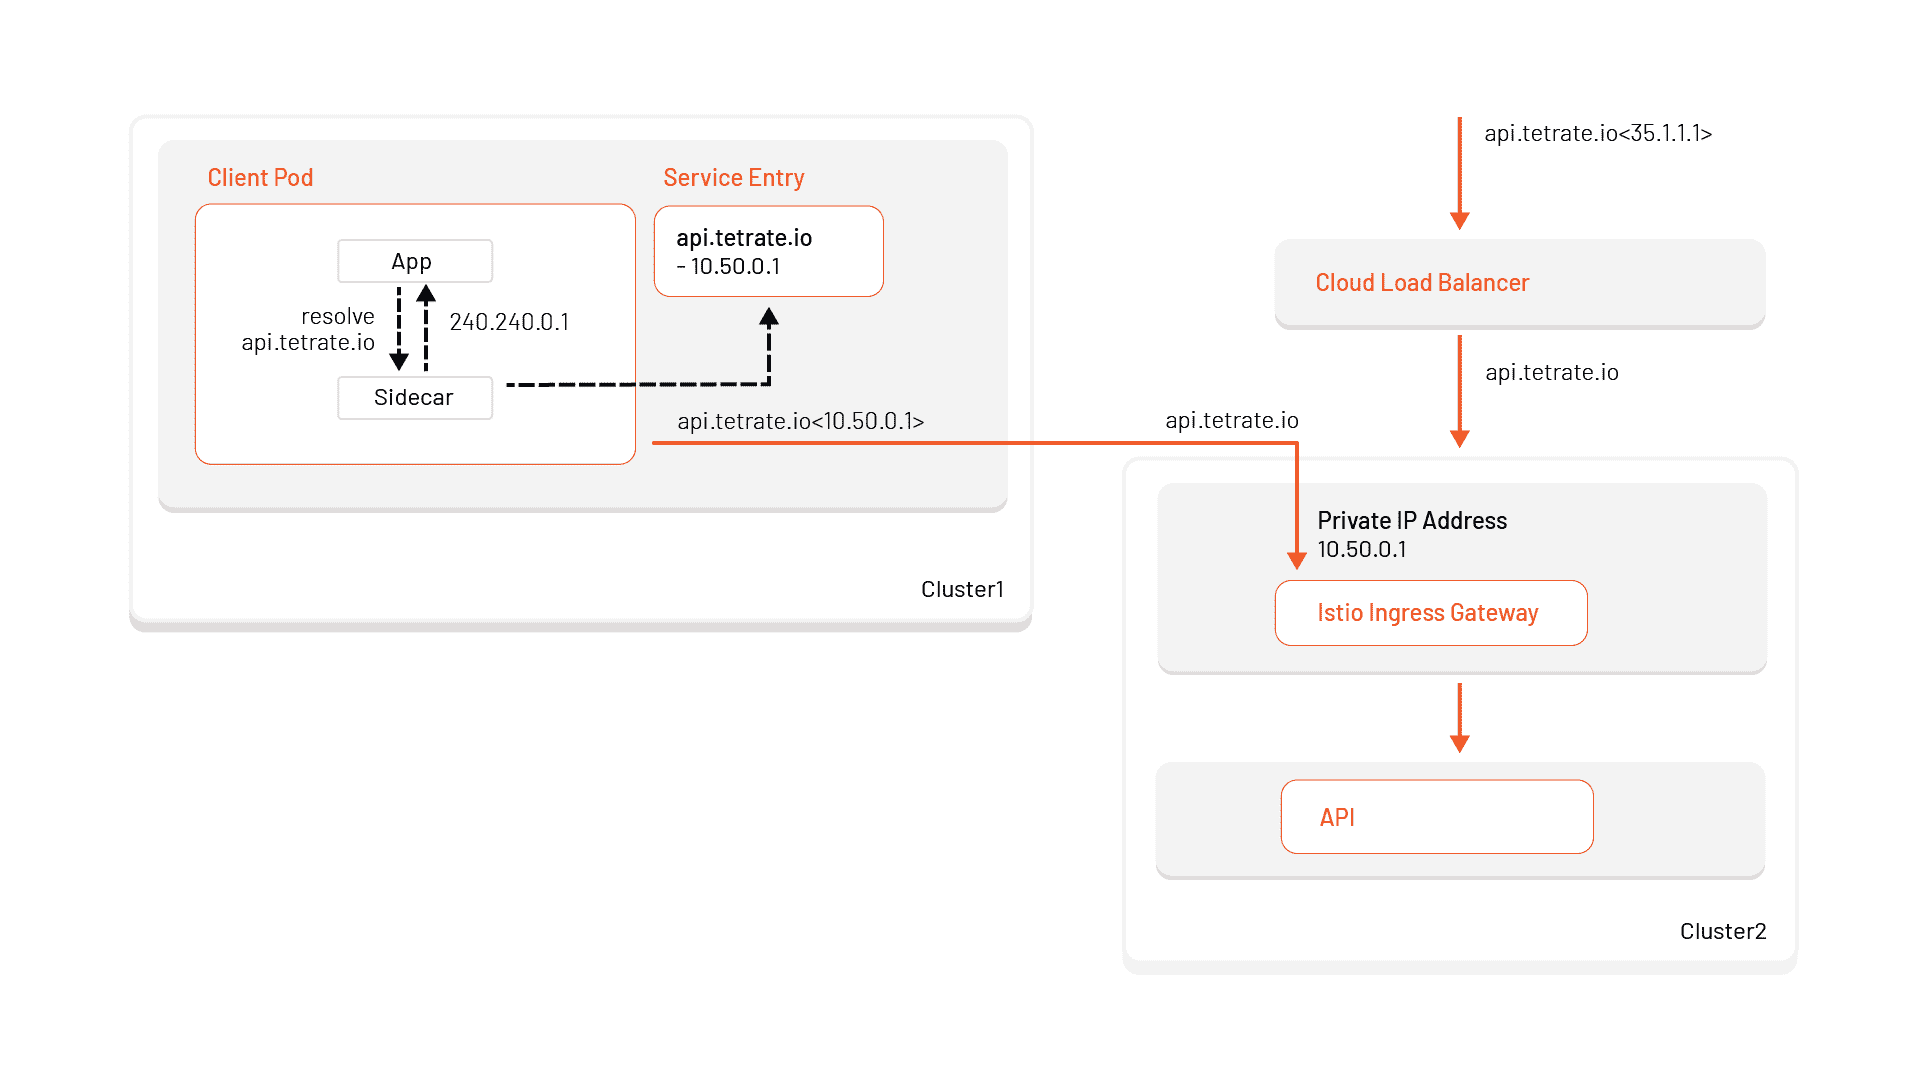 Client Pod
App
resolve
api.tetrate.io
240.240.0.1
Sidecar
Service Entry
api.tetrate.io
- 10.50.0.1
api.tetrate.io<10.50.0.1>
Cluster1
api.tetrate.io<35.1.1.1>
Cloud Load Balancer
api.tetrate.io
api.tetrate.io
Private IP Address
10.50.0.1
Istio Ingress Gateway
API
Cluster2